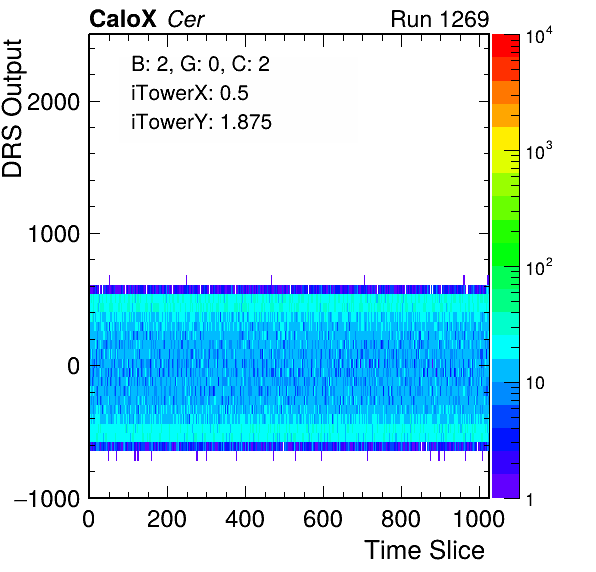 CaloX Cer Run 1269
B: 2, G: 0, C: 2
iTowerX: 0.5
iTowerY: 1.875
DRS Output
2000
1000
0
−1000
0 200 400 600 800 1000
Time Slice
10^4
10^3
10^2
10
1